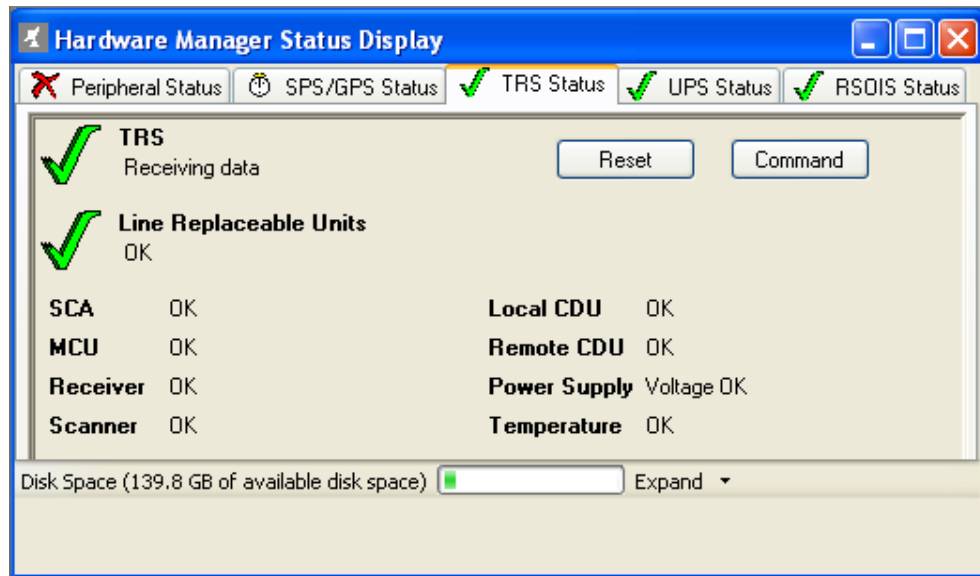 Hardware Manager Status Display
Peripheral Status SPS/GPS Status TRS Status UPS Status RSOIS Status
TRS
Receiving data
Reset Command
Line Replaceable Units
OK
SCA OK Local CDU OK
MCU OK Remote CDU OK
Receiver OK Power Supply Voltage OK
Scanner OK Temperature OK
Disk Space (139.8 GB of available disk space) Expand